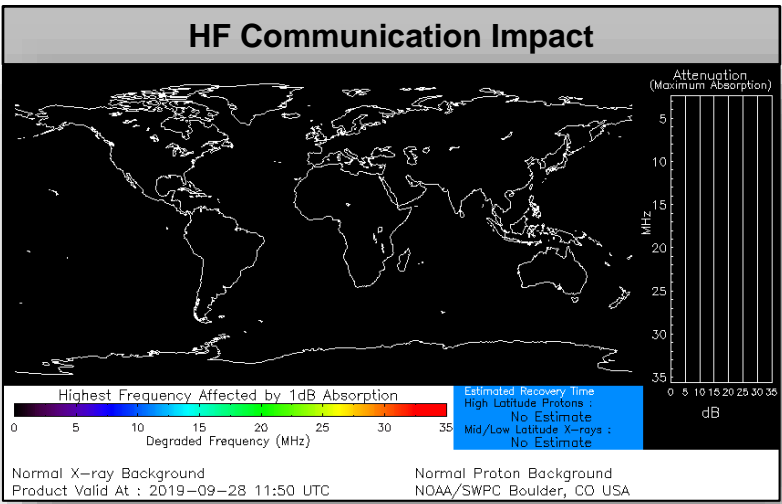 HF Communication Impact
Attenuation
(Maximum Absorption)
5
10
15
20
25
30
35
MHz
0 5 10 15 20 25 30 35
dB
Highest Frequency Affected by 1dB Absorption
0 5 10 15 20 25 30 35
Degraded Frequency (MHz)
Estimated Recovery Time
High Latitude Protons :
No Estimate
Mid/Low Latitude X-rays :
No Estimate
Normal X-ray Background
Normal Proton Background
Product Valid At : 2019-09-28 11:50 UTC
NOAA/SWPC Boulder, CO USA